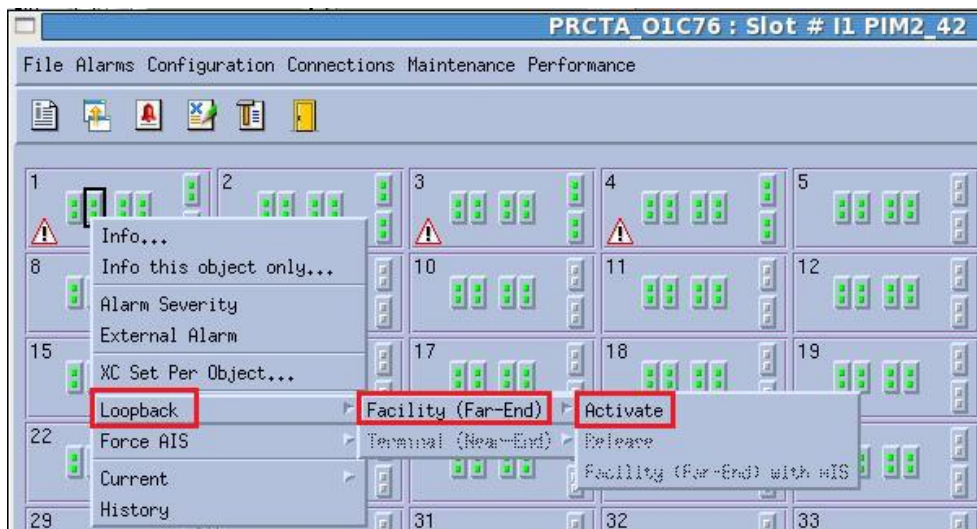 PRCTA_O1C76 : Slot # I1 PIM2_42
File Alarms Configuration Connections Maintenance Performance
1
2
3
4
5
Info...
Info this object only...
8
10
11
12
Alarm Severity
External Alarm
15
17
18
19
XC Set Per Object...
Loopback
Facility (Far-End)
Activate
22
Force AIS
Terminal (Near-End)
Release
Current
Facility (Far-End) with AIS
History
29
31
32
33